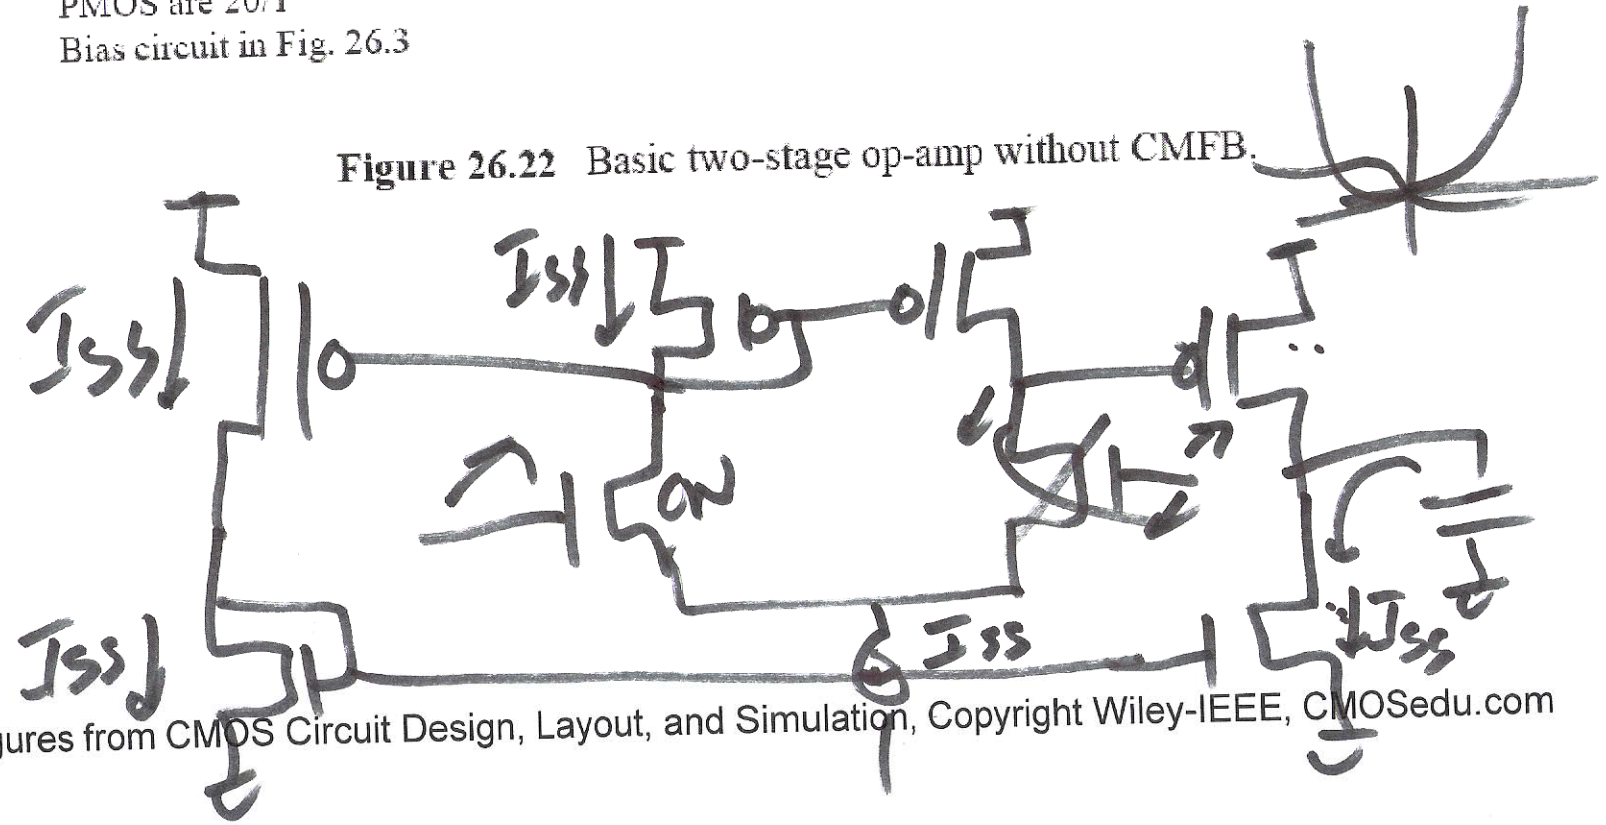 PMOS are 20/1
Bias circuit in Fig. 26.3
Figure 26.22 Basic two-stage op-amp without CMFB.
Iss
Iss
ON
Iss
Iss
Iss
gures from CMOS Circuit Design, Layout, and Simulation, Copyright Wiley-IEEE, CMOSedu.com